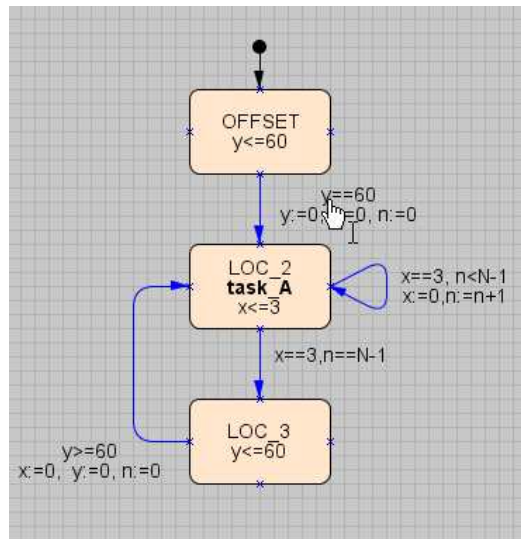 OFFSET
y<=60
y==60
y:=0, =0, n:=0
LOC_2
task_A
x<=3
x==3, n<N-1
x:=0,n:=n+1
x==3,n==N-1
LOC_3
y<=60
y>=60
x:=0, y:=0, n:=0